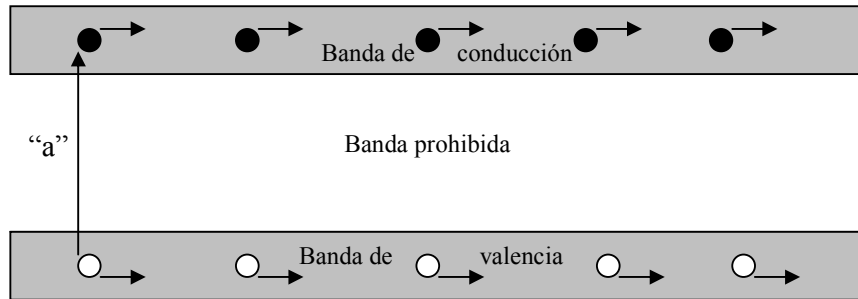 Banda de conducción
“a”
Banda prohibida
Banda de valencia